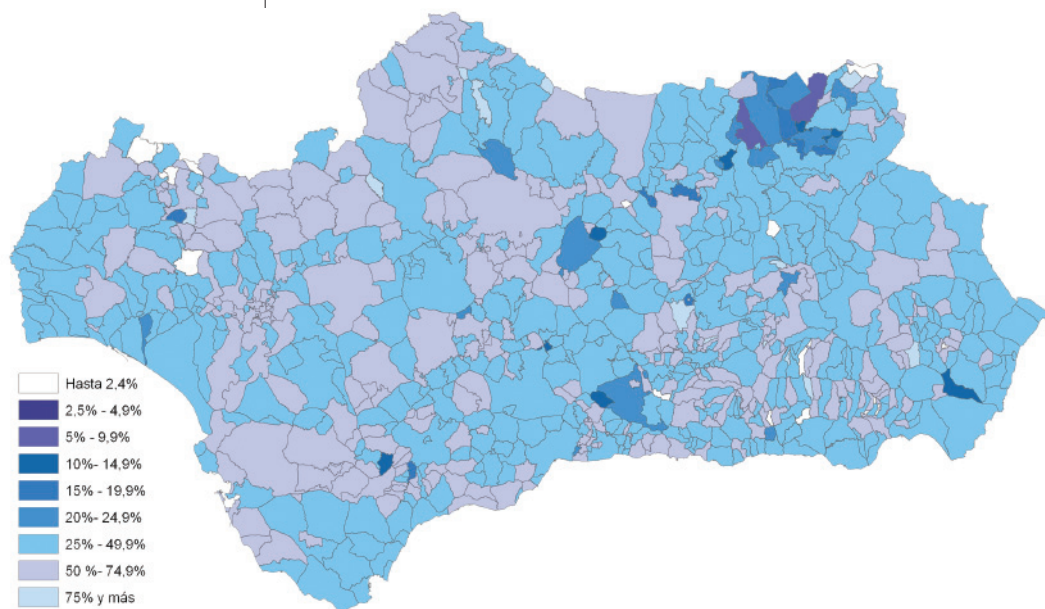 Hasta 2,4%
2,5% - 4,9%
5% - 9,9%
10%- 14,9%
15% - 19,9%
20%- 24,9%
25% - 49,9%
50 %- 74,9%
75% y más